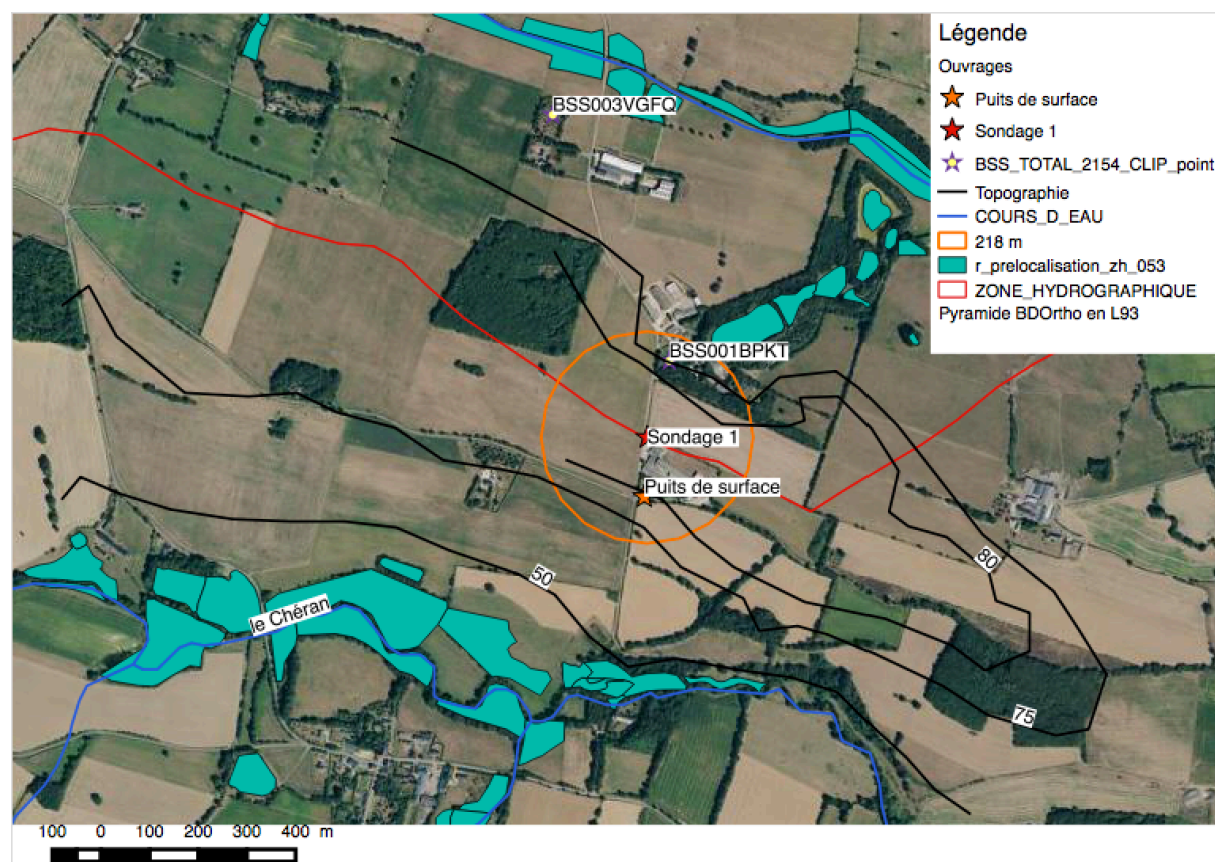 Légende
Ouvrages
Puits de surface
Sondage 1
BSS_TOTAL_2154_CLIP_point
Topographie
COURS_D_EAU
218 m
r_prelocalisation_zh_053
ZONE_HYDROGRAPHIQUE
Pyramide BDOrtho en L93
BSS003VGFQ
BSS001BPKT
Sondage 1
Puits de surface
80
50
le Chéran
75
100 0 100 200 300 400 m